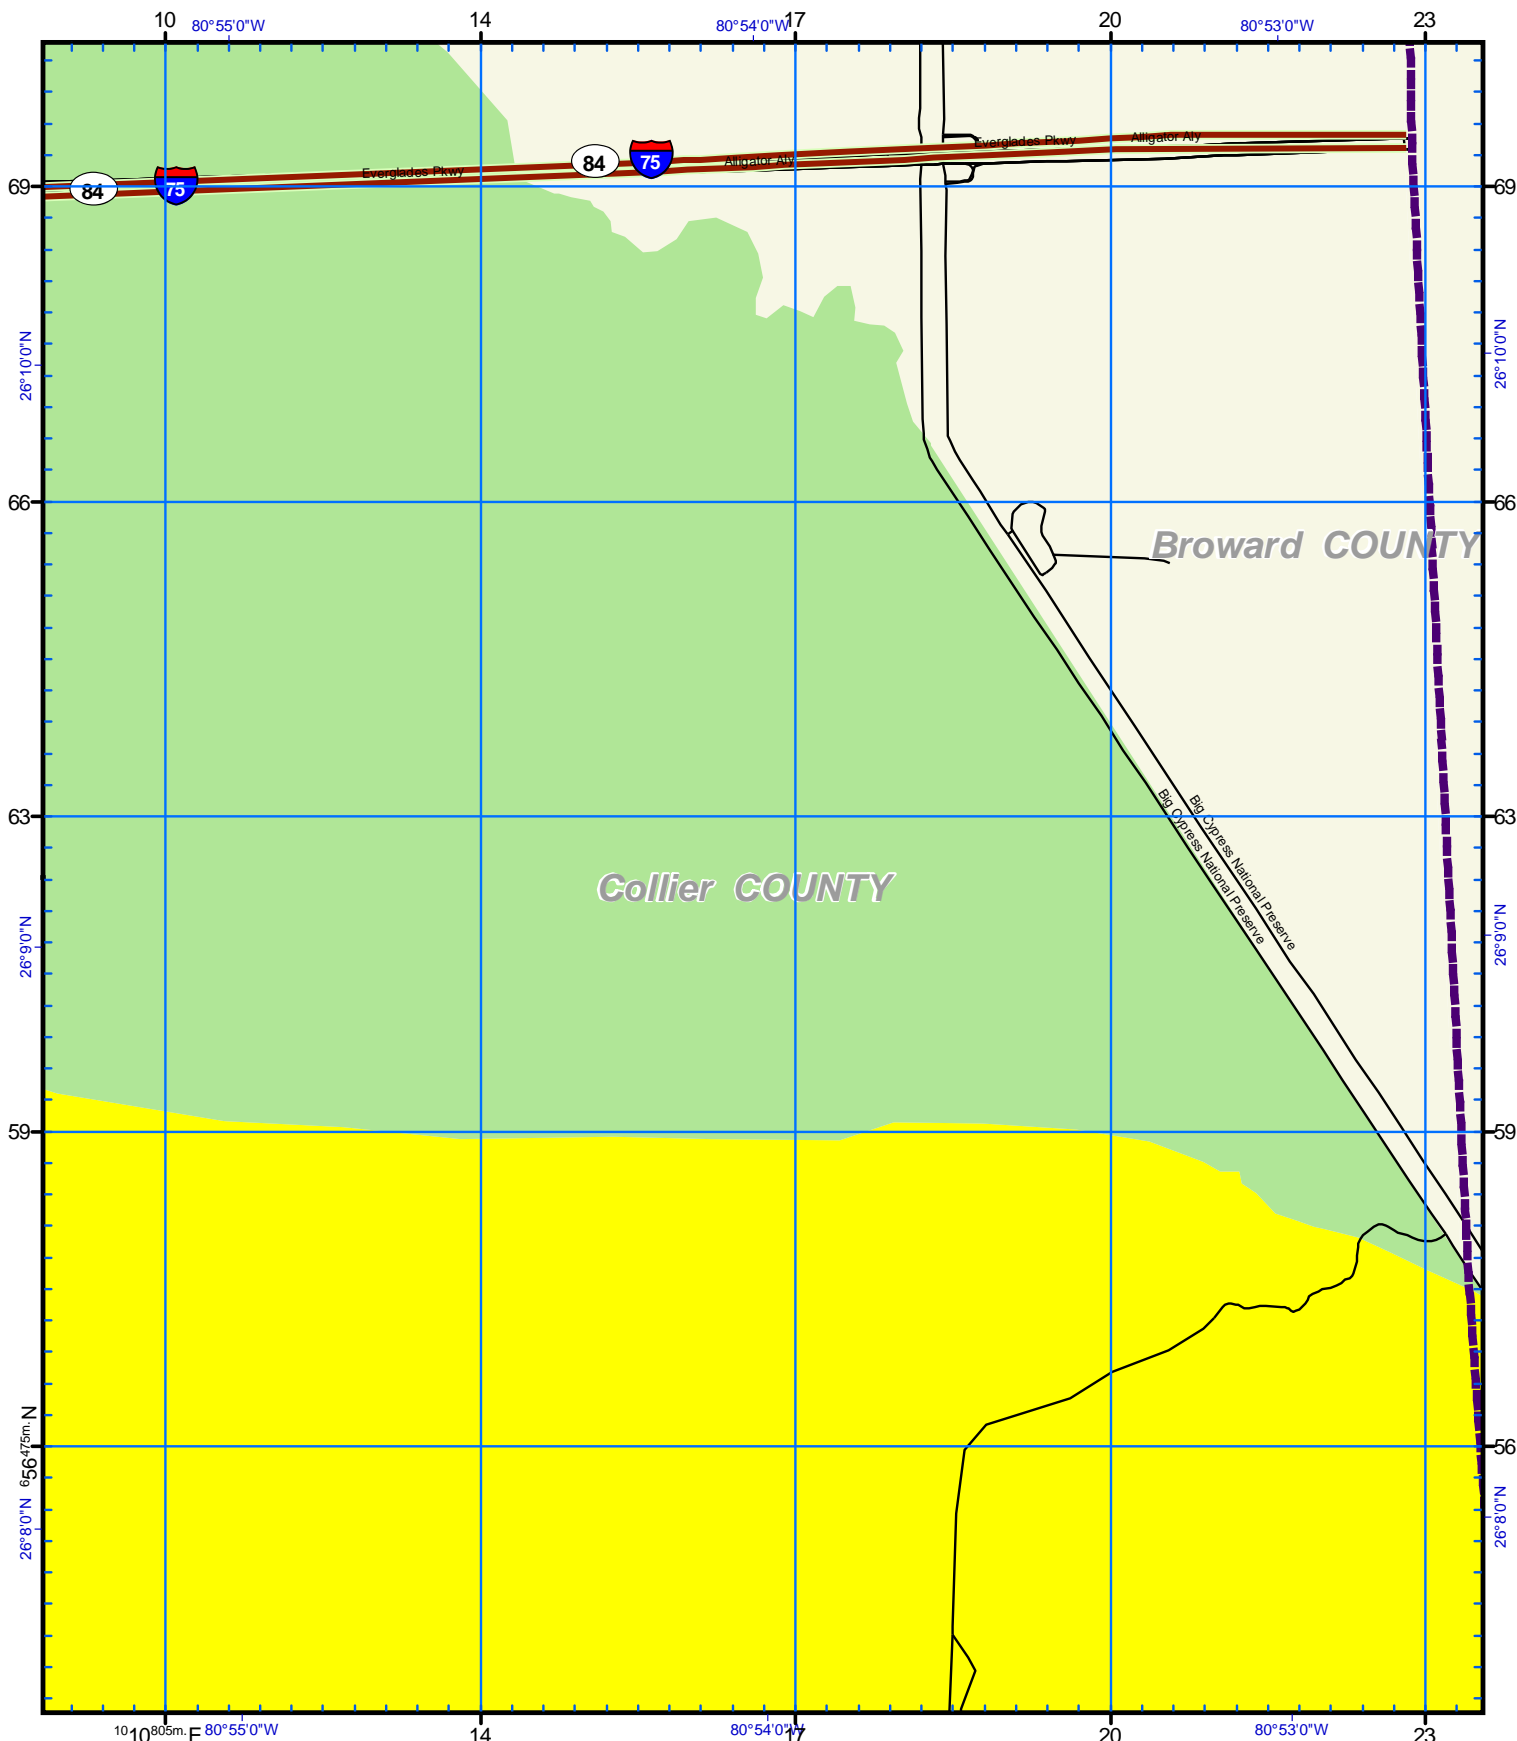 10 80°55'0"W 14 80°54'0"W 17 20 80°53'0"W 23
Everglades Pkwy Alligator Aly
84 75 Alligator Aly
Everglades Pkwy
69 84 75 69
26°10'0"N 26°10'0"N
66 66
Broward COUNTY
63 63
Big Cypress National Preserve
Big Cypress National Preserve
Collier COUNTY
26°9'0"N 26°9'0"N
59 59
⁶56⁴⁷⁵ᵐ·N 56
26°8'0"N 26°8'0"N
¹⁰10⁸⁰⁵ᵐ·E 80°55'0"W 14 80°54'0"W 17 20 80°53'0"W 23